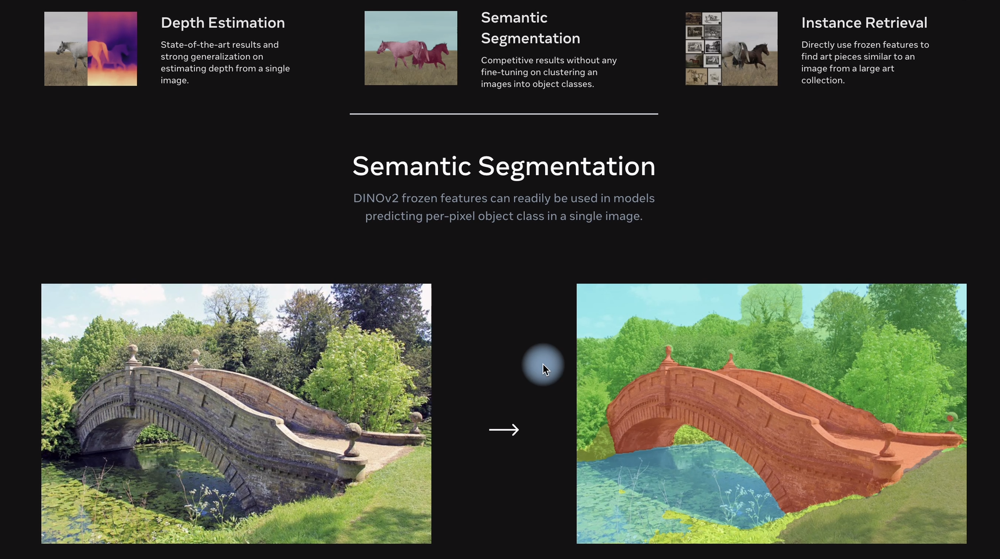 Depth Estimation
State-of-the-art results and
strong generalization on
estimating depth from a single
image.
Semantic
Segmentation
Competitive results without any
fine-tuning on clustering an
images into object classes.
Instance Retrieval
Directly use frozen features to
find art pieces similar to an
image from a large art
collection.
Semantic Segmentation
DINOv2 frozen features can readily be used in models
predicting per-pixel object class in a single image.